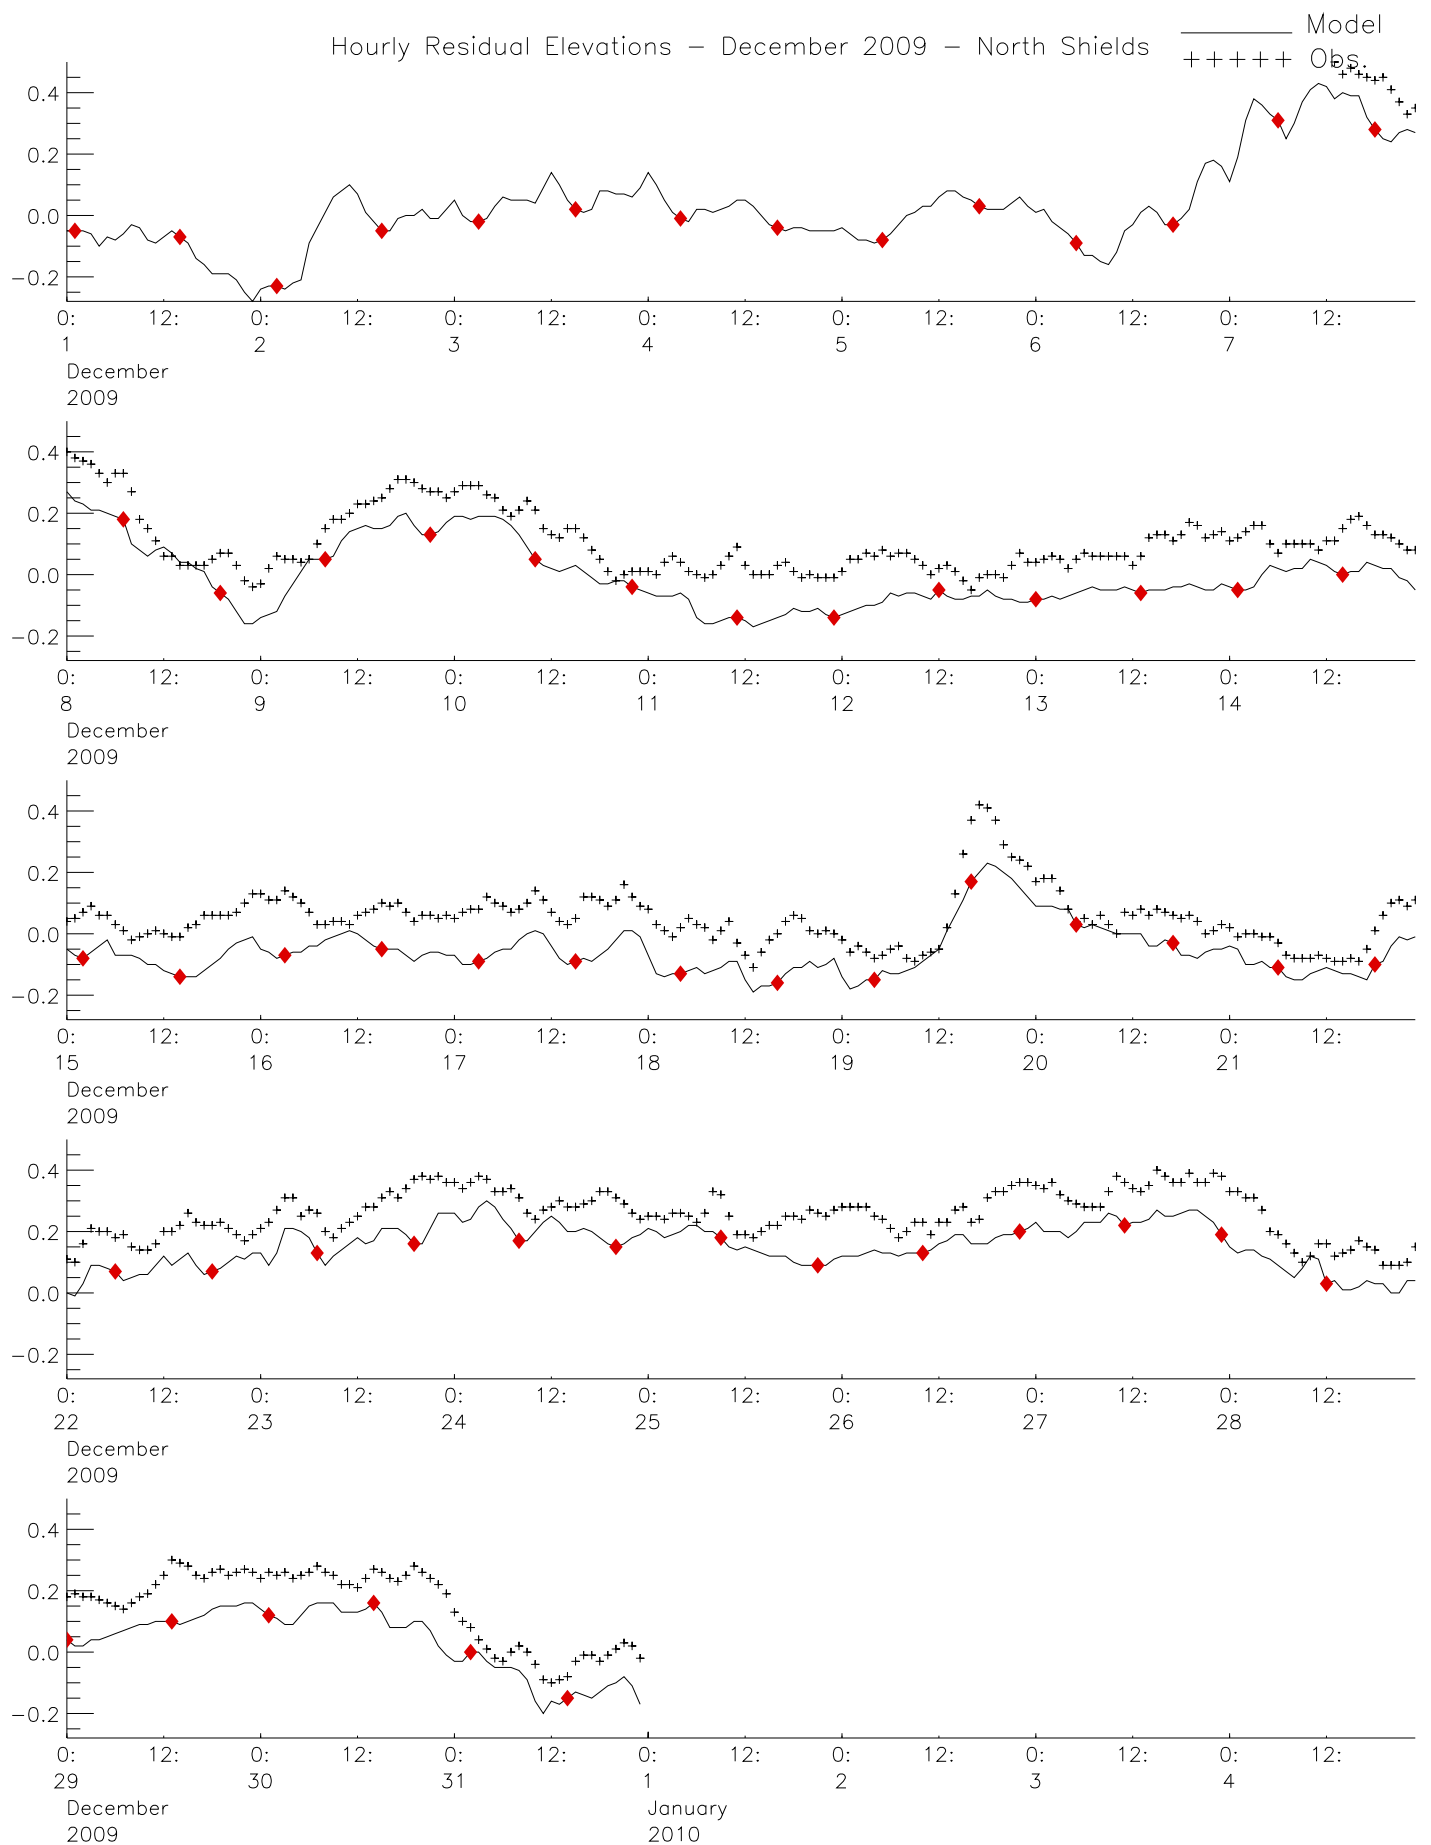 Hourly Residual Elevations – December 2009 – North Shields
Model
+++++ Obs.
0.4
0.2
0.0
−0.2
0: 12: 0: 12: 0: 12: 0: 12: 0: 12: 0: 12: 0: 12:
1 2 3 4 5 6 7
December
2009
0.4
0.2
0.0
−0.2
0: 12: 0: 12: 0: 12: 0: 12: 0: 12: 0: 12: 0: 12:
8 9 10 11 12 13 14
December
2009
0.4
0.2
0.0
−0.2
0: 12: 0: 12: 0: 12: 0: 12: 0: 12: 0: 12: 0: 12:
15 16 17 18 19 20 21
December
2009
0.4
0.2
0.0
−0.2
0: 12: 0: 12: 0: 12: 0: 12: 0: 12: 0: 12: 0: 12:
22 23 24 25 26 27 28
December
2009
0.4
0.2
0.0
−0.2
0: 12: 0: 12: 0: 12: 0: 12: 0: 12: 0: 12: 0: 12:
29 30 31 1 2 3 4
December January
2009 2010